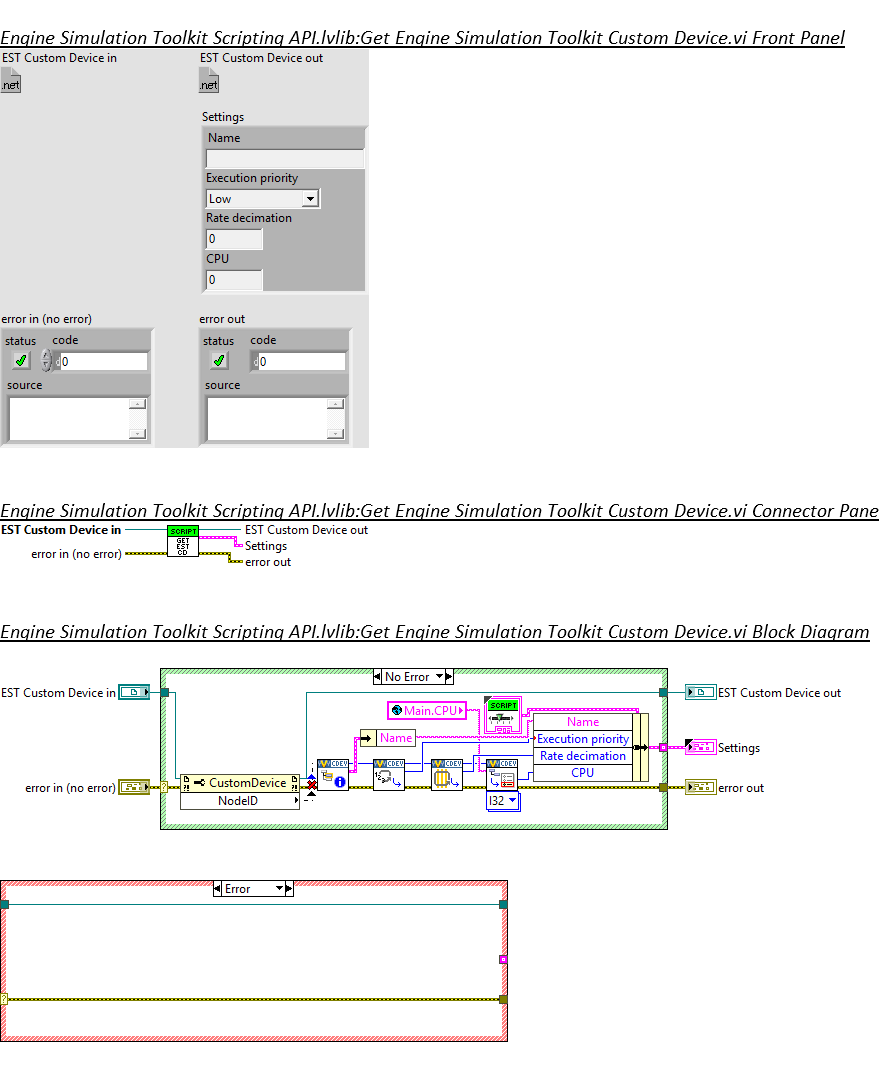 Engine Simulation Toolkit Scripting API.lvlib:Get Engine Simulation Toolkit Custom Device.vi Front Panel
EST Custom Device in
EST Custom Device out
.net
.net
Settings
Name
Execution priority
Low
Rate decimation
0
CPU
0
error in (no error)
error out
status
code
status
code
0
0
source
source
Engine Simulation Toolkit Scripting API.lvlib:Get Engine Simulation Toolkit Custom Device.vi Connector Pane
EST Custom Device in
SCRIPT
EST Custom Device out
GET
EST
CD
Settings
error in (no error)
error out
Engine Simulation Toolkit Scripting API.lvlib:Get Engine Simulation Toolkit Custom Device.vi Block Diagram
No Error
EST Custom Device in
EST Custom Device out
Main.CPU
SCRIPT
Name
Name
Execution priority
Settings
Rate decimation
CDEV
CDEV
CDEV
CDEV
CPU
CustomDevice
error in (no error)
error out
NodeID
I32
Error